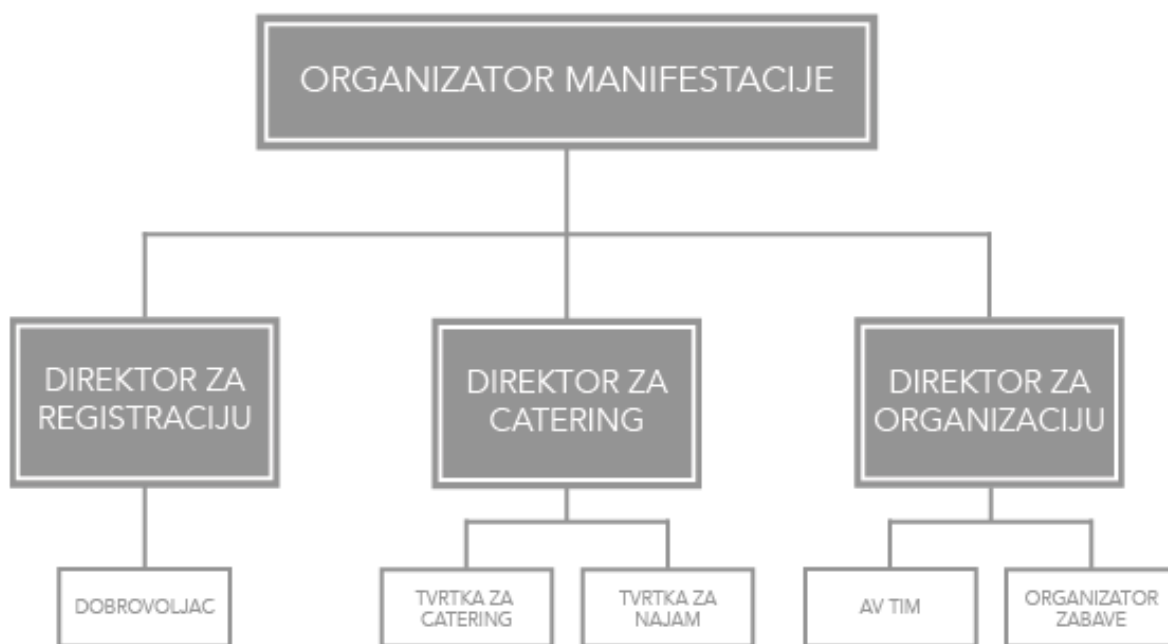 ORGANIZATOR MANIFESTACIJE
DIREKTOR ZA
REGISTRACIJU
DIREKTOR ZA
CATERING
DIREKTOR ZA
ORGANIZACIJU
DOBROVOLJAC
TVRTKA ZA
CATERING
TVRTKA ZA
NAJAM
AV TIM
ORGANIZATOR
ZABAVE